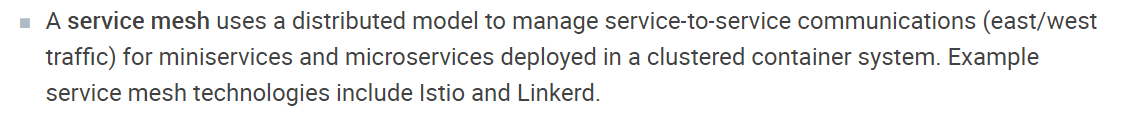 A service mesh uses a distributed model to manage service-to-service communications (east/west
traffic) for miniservices and microservices deployed in a clustered container system. Example
service mesh technologies include Istio and Linkerd.